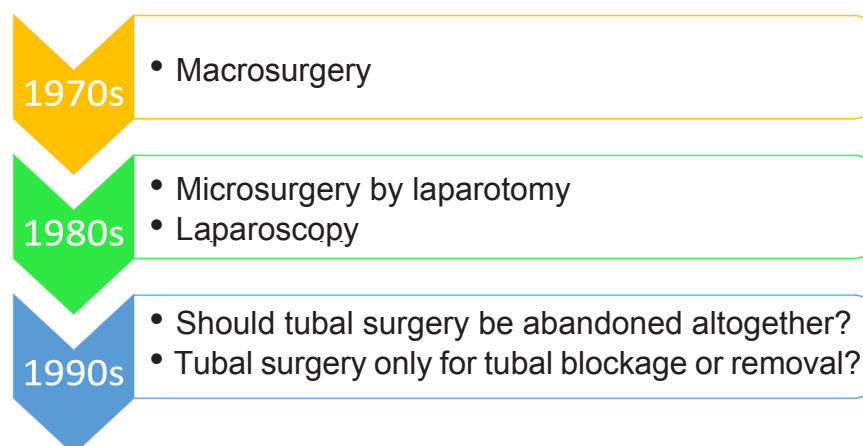 1970s
• Macrosurgery
1980s
• Microsurgery by laparotomy
• Laparoscopy
1990s
• Should tubal surgery be abandoned altogether?
• Tubal surgery only for tubal blockage or removal?